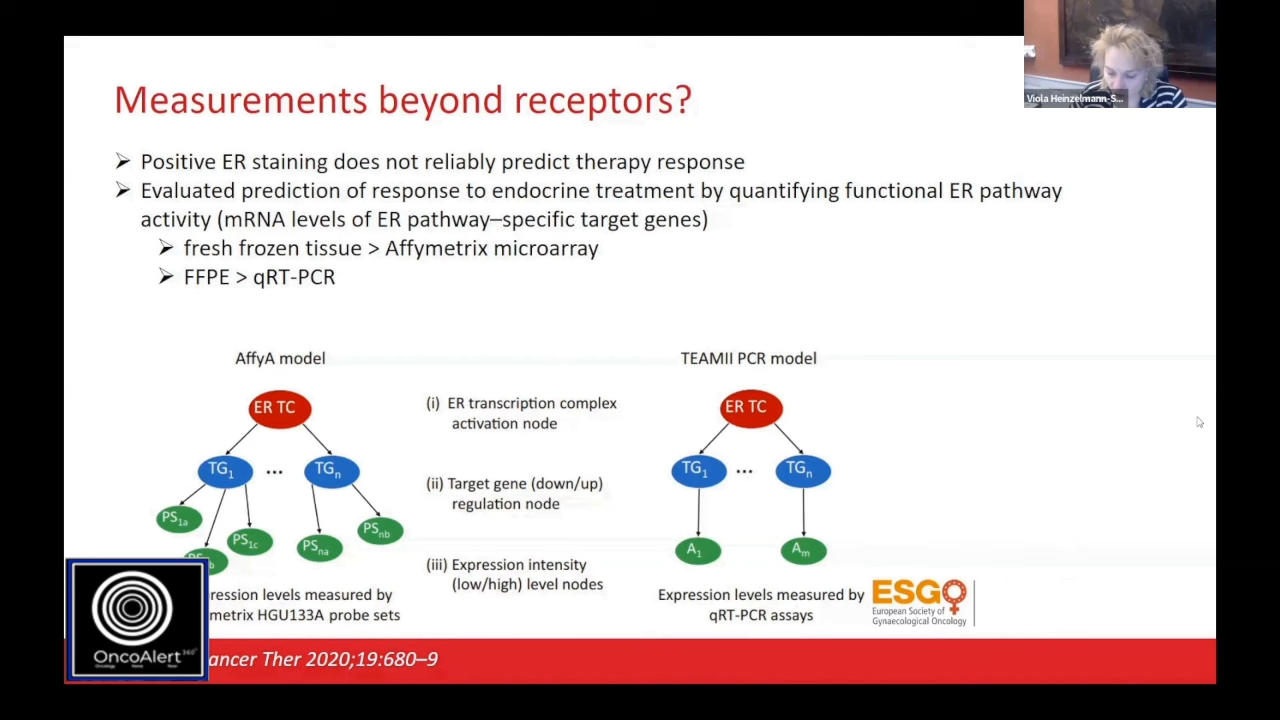 Measurements beyond receptors?
Viola Heinzelmann-S...
➢ Positive ER staining does not reliably predict therapy response
➢ Evaluated prediction of response to endocrine treatment by quantifying functional ER pathway
activity (mRNA levels of ER pathway–specific target genes)
➢ fresh frozen tissue > Affymetrix microarray
➢ FFPE > qRT-PCR
AffyA model
ER TC
TG1 ... TGn
PS1a
PS1c
PSna
PSnb
ression levels measured by
metrix HGU133A probe sets
(i) ER transcription complex
activation node
(ii) Target gene (down/up)
regulation node
(iii) Expression intensity
(low/high) level nodes
TEAMII PCR model
ER TC
TG1 ... TGn
A1
Am
Expression levels measured by
qRT-PCR assays
ESGO
European Society of
Gynaecological Oncology
OncoAlert 360°
ancer Ther 2020;19:680–9